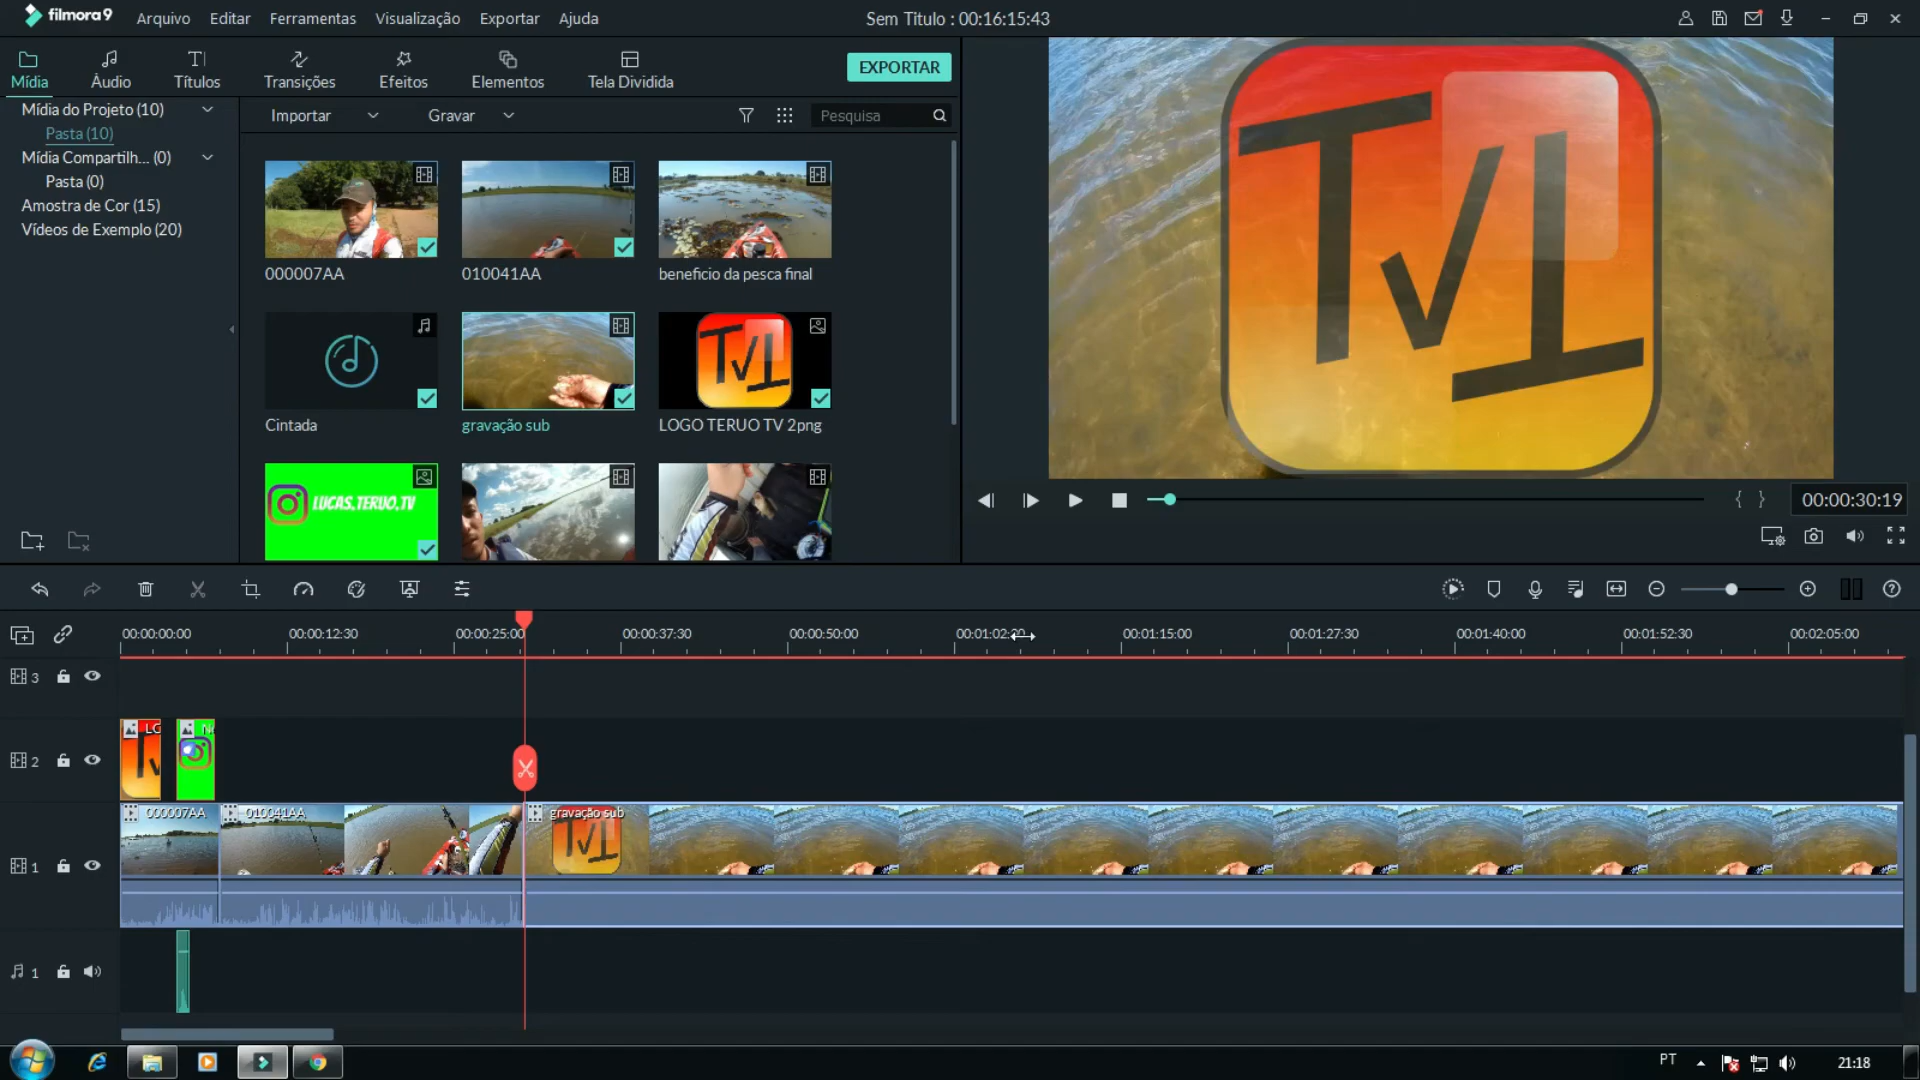 filmora9 Arquivo Editar Ferramentas Visualização Exportar Ajuda Sem Titulo : 00:16:15:43
Mídia Áudio Títulos Transições Efeitos Elementos Tela Dividida EXPORTAR
Mídia do Projeto (10) Importar Gravar Pesquisa
Pasta (10)
Mídia Compartilh... (0)
Pasta (0)
Amostra de Cor (15)
Vídeos de Exemplo (20)
000007AA 010041AA beneficio da pesca final
TVT
Cintada gravação sub LOGO TERUO TV 2png
LUCAS.TERUO.TV
TVT
00:00:30:19
00:00:00:00 00:00:12:30 00:00:25:00 00:00:37:30 00:00:50:00 00:01:02:30 00:01:15:00 00:01:27:30 00:01:40:00 00:01:52:30 00:02:05:00
3
2 LO
1 000007AA 010041AA gravação sub
1
PT 21:18